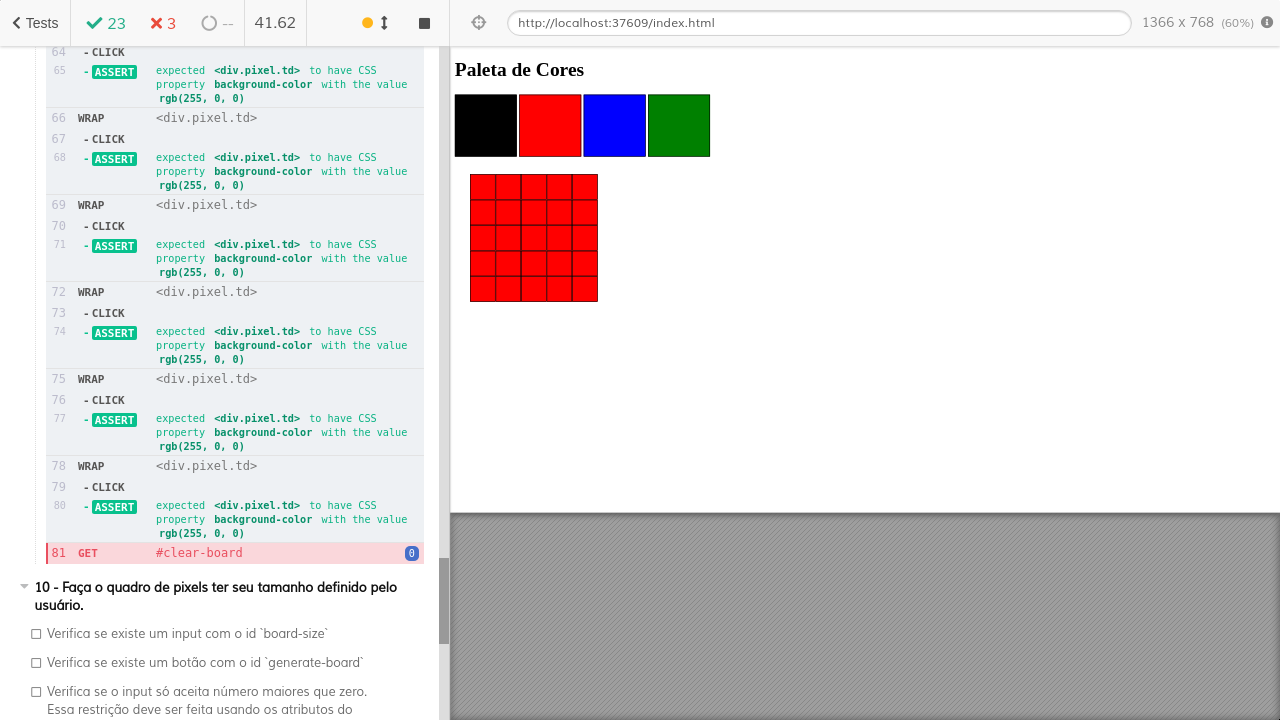 Tests 23 3 -- 41.62
http://localhost:37609/index.html 1366 x 768 (60%)
64 - CLICK
65 - ASSERT expected <div.pixel.td> to have CSS
property background-color with the value
rgb(255, 0, 0)
66 WRAP <div.pixel.td>
67 - CLICK
68 - ASSERT expected <div.pixel.td> to have CSS
property background-color with the value
rgb(255, 0, 0)
69 WRAP <div.pixel.td>
70 - CLICK
71 - ASSERT expected <div.pixel.td> to have CSS
property background-color with the value
rgb(255, 0, 0)
72 WRAP <div.pixel.td>
73 - CLICK
74 - ASSERT expected <div.pixel.td> to have CSS
property background-color with the value
rgb(255, 0, 0)
75 WRAP <div.pixel.td>
76 - CLICK
77 - ASSERT expected <div.pixel.td> to have CSS
property background-color with the value
rgb(255, 0, 0)
78 WRAP <div.pixel.td>
79 - CLICK
80 - ASSERT expected <div.pixel.td> to have CSS
property background-color with the value
rgb(255, 0, 0)
81 GET #clear-board 0
10 - Faça o quadro de pixels ter seu tamanho definido pelo
usuário.
Verifica se existe um input com o id `board-size`
Verifica se existe um botão com o id `generate-board`
Verifica se o input só aceita número maiores que zero.
Essa restrição deve ser feita usando os atributos do
Paleta de Cores